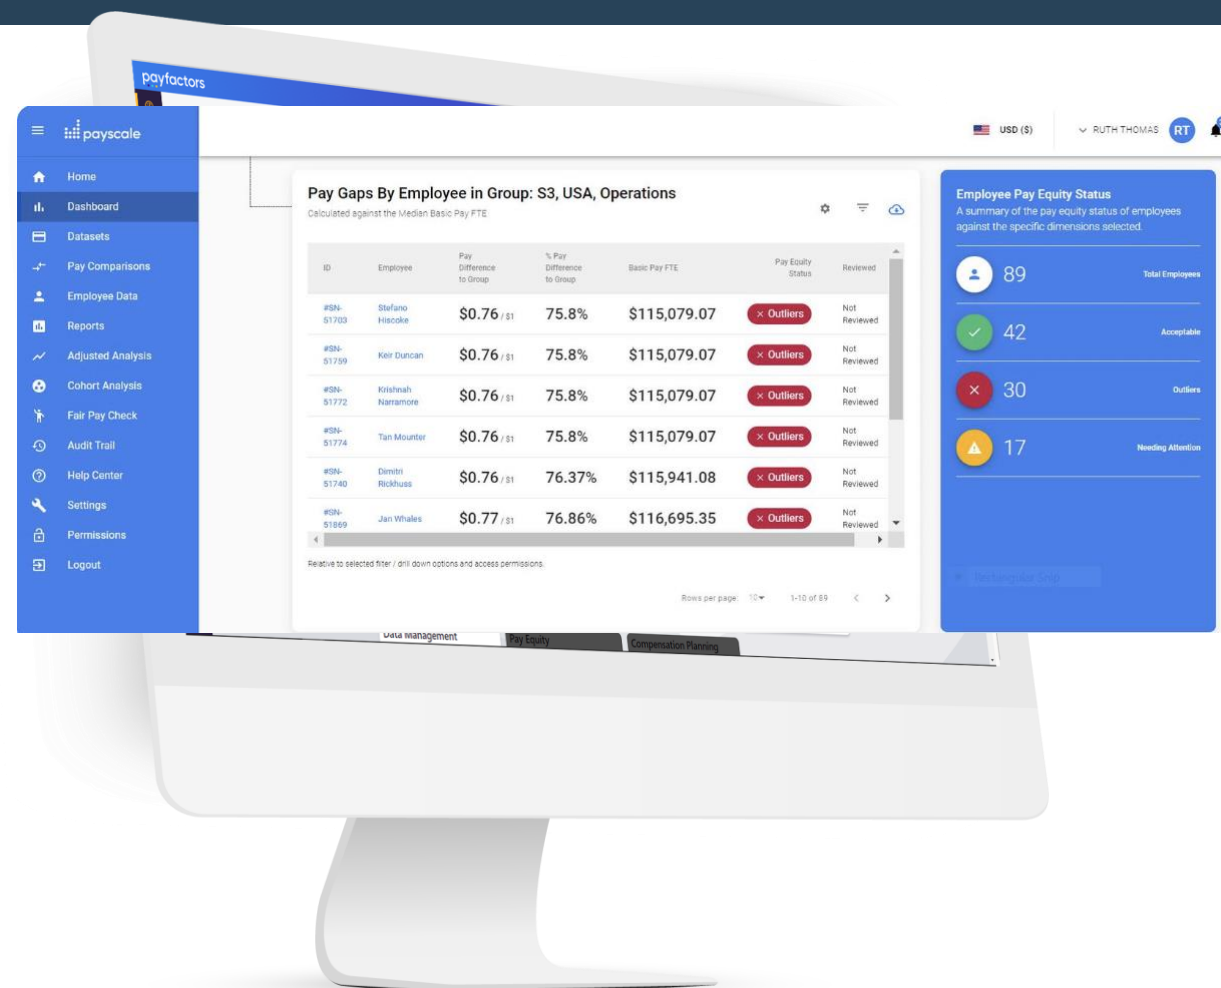 payfactors
payscale
USD ($)
RUTH THOMAS
RT
Home
Dashboard
Datasets
Pay Comparisons
Employee Data
Reports
Adjusted Analysis
Cohort Analysis
Fair Pay Check
Audit Trail
Help Center
Settings
Permissions
Logout
Pay Gaps By Employee in Group: S3, USA, Operations
Calculated against the Median Basic Pay FTE
ID Employee Pay Difference to Group % Pay Difference to Group Basic Pay FTE Pay Equity Status Reviewed
#SN-51703 Stefano Hiscoke $0.76 / $1 75.8% $115,079.07 × Outliers Not Reviewed
#SN-51759 Keir Duncan $0.76 / $1 75.8% $115,079.07 × Outliers Not Reviewed
#SN-51772 Krishnah Narramore $0.76 / $1 75.8% $115,079.07 × Outliers Not Reviewed
#SN-51774 Tan Mounter $0.76 / $1 75.8% $115,079.07 × Outliers Not Reviewed
#SN-51740 Dimitri Rickhuss $0.76 / $1 76.37% $115,941.08 × Outliers Not Reviewed
#SN-51869 Jan Whales $0.77 / $1 76.86% $116,695.35 × Outliers Not Reviewed
Relative to selected filter / drill down options and access permissions.
Rows per page: 10 1-10 of 89
Employee Pay Equity Status
A summary of the pay equity status of employees
against the specific dimensions selected.
89 Total Employees
42 Acceptable
30 Outliers
17 Needing Attention
Rectangular Snip
Data Management
Pay Equity
Compensation Planning